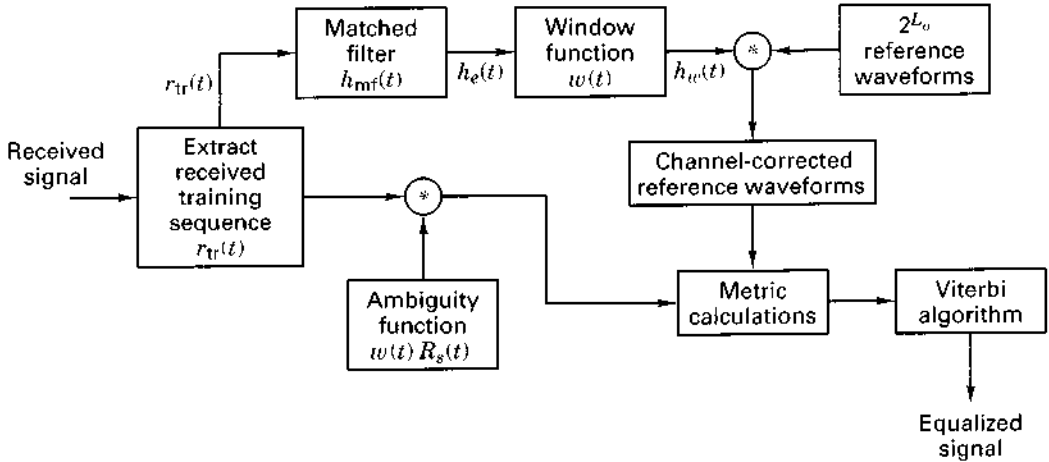 Matched
filter
h_mf(t)
Window
function
w(t)
*
2^{L_o}
reference
waveforms
r_tr(t)
h_e(t)
h_w(t)
Received
signal
Extract
received
training
sequence
r_tr(t)
*
Channel-corrected
reference waveforms
Ambiguity
function
w(t) R_s(t)
Metric
calculations
Viterbi
algorithm
Equalized
signal